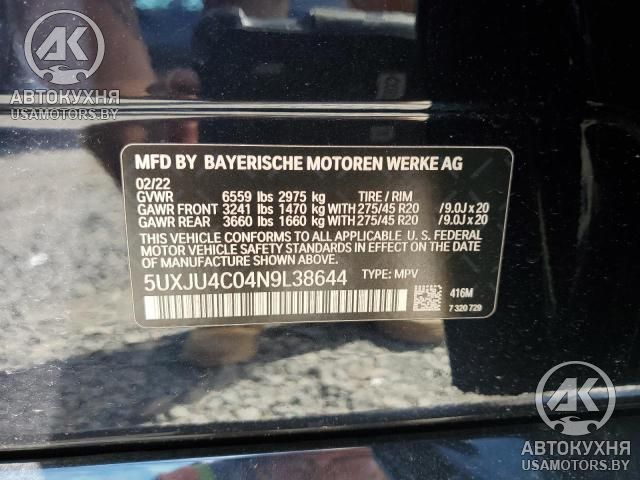 АВТОКУХНЯ
USAMOTORS.BY
MFD BY BAYERISCHE MOTOREN WERKE AG
02/22
GVWR 6559 lbs 2975 kg TIRE / RIM
GAWR FRONT 3241 lbs 1470 kg WITH 275/45 R20 /9.0J x 20
GAWR REAR 3660 lbs 1660 kg WITH 275/45 R20 /9.0J x 20
THIS VEHICLE CONFORMS TO ALL APPLICABLE U. S. FEDERAL
MOTOR VEHICLE SAFETY STANDARDS IN EFFECT ON THE
DATE OF MANUFACTURE SHOWN ABOVE.
5UXJU4C04N9L38644 TYPE: MPV
416M
7 320 729
АК
АВТОКУХНЯ
USAMOTORS.BY